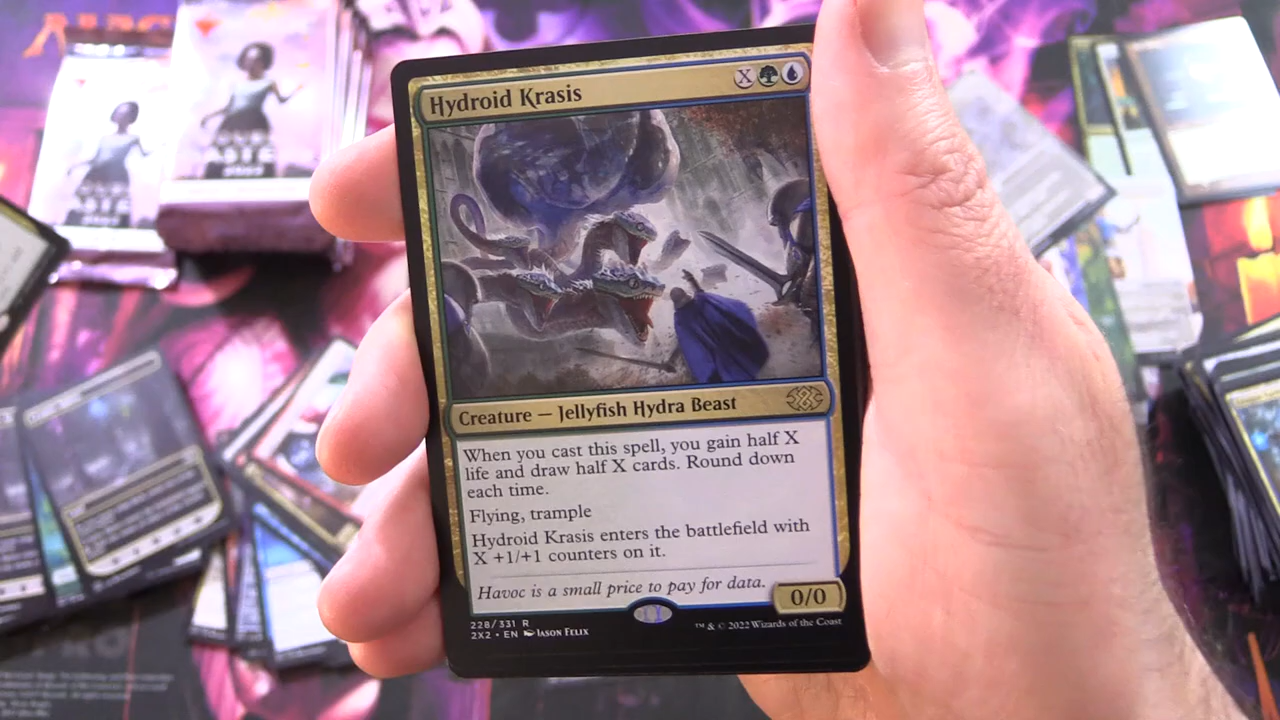 Hydroid Krasis
X
Creature — Jellyfish Hydra Beast
When you cast this spell, you gain half X
life and draw half X cards. Round down
each time.
Flying, trample
Hydroid Krasis enters the battlefield with
X +1/+1 counters on it.
Havoc is a small price to pay for data.
0/0
228/331 R
2X2 • EN JASON FELIX
™ & © 2022 Wizards of the Coast